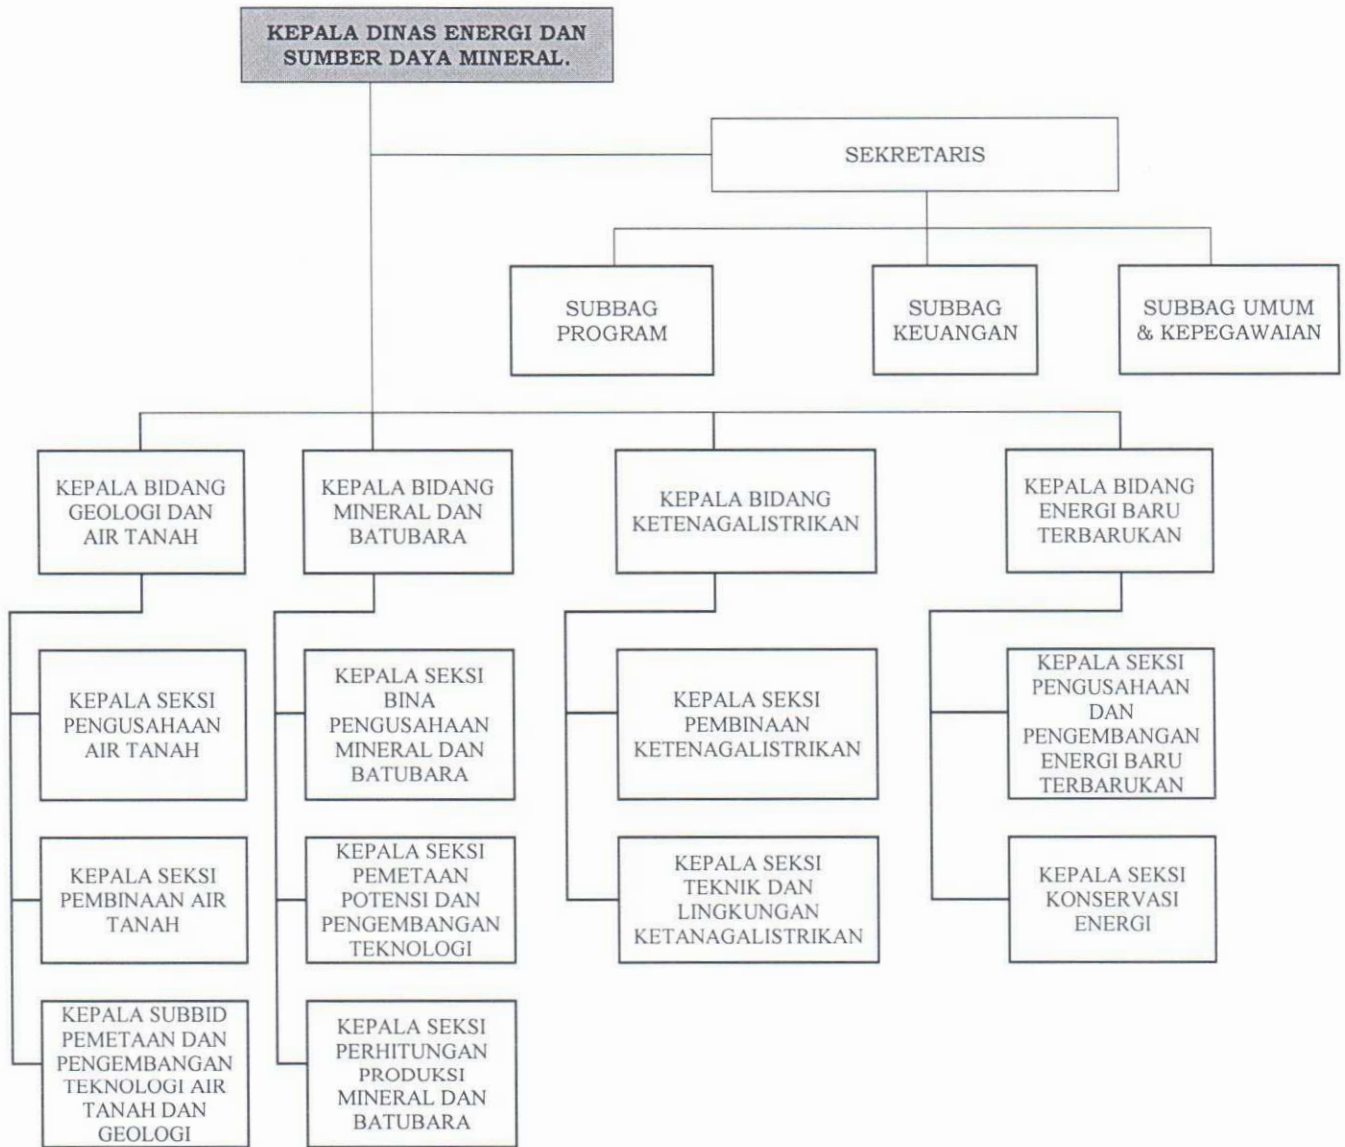 KEPALA DINAS ENERGI DAN
SUMBER DAYA MINERAL.
SEKRETARIS
SUBBAG
PROGRAM
SUBBAG
KEUANGAN
SUBBAG UMUM
& KEPEGAWAIAN
KEPALA BIDANG
GEOLOGI DAN
AIR TANAH
KEPALA BIDANG
MINERAL DAN
BATUBARA
KEPALA BIDANG
KETENAGALISTRIKAN
KEPALA BIDANG
ENERGI BARU
TERBARUKAN
KEPALA SEKSI
PENGUSAHAAN
AIR TANAH
KEPALA SEKSI
BINA
PENGUSAHAAN
MINERAL DAN
BATUBARA
KEPALA SEKSI
PEMBINAAN
KETENAGALISTRIKAN
KEPALA SEKSI
PENGUSAHAAN
DAN
PENGEMBANGAN
ENERGI BARU
TERBARUKAN
KEPALA SEKSI
PEMBINAAN AIR
TANAH
KEPALA SEKSI
PEMETAAN
POTENSI DAN
PENGEMBANGAN
TEKNOLOGI
KEPALA SEKSI
TEKNIK DAN
LINGKUNGAN
KETANAGALISTRIKAN
KEPALA SEKSI
KONSERVASI
ENERGI
KEPALA SUBBID
PEMETAAN DAN
PENGEMBANGAN
TEKNOLOGI AIR
TANAH DAN
GEOLOGI
KEPALA SEKSI
PERHITUNGAN
PRODUKSI
MINERAL DAN
BATUBARA